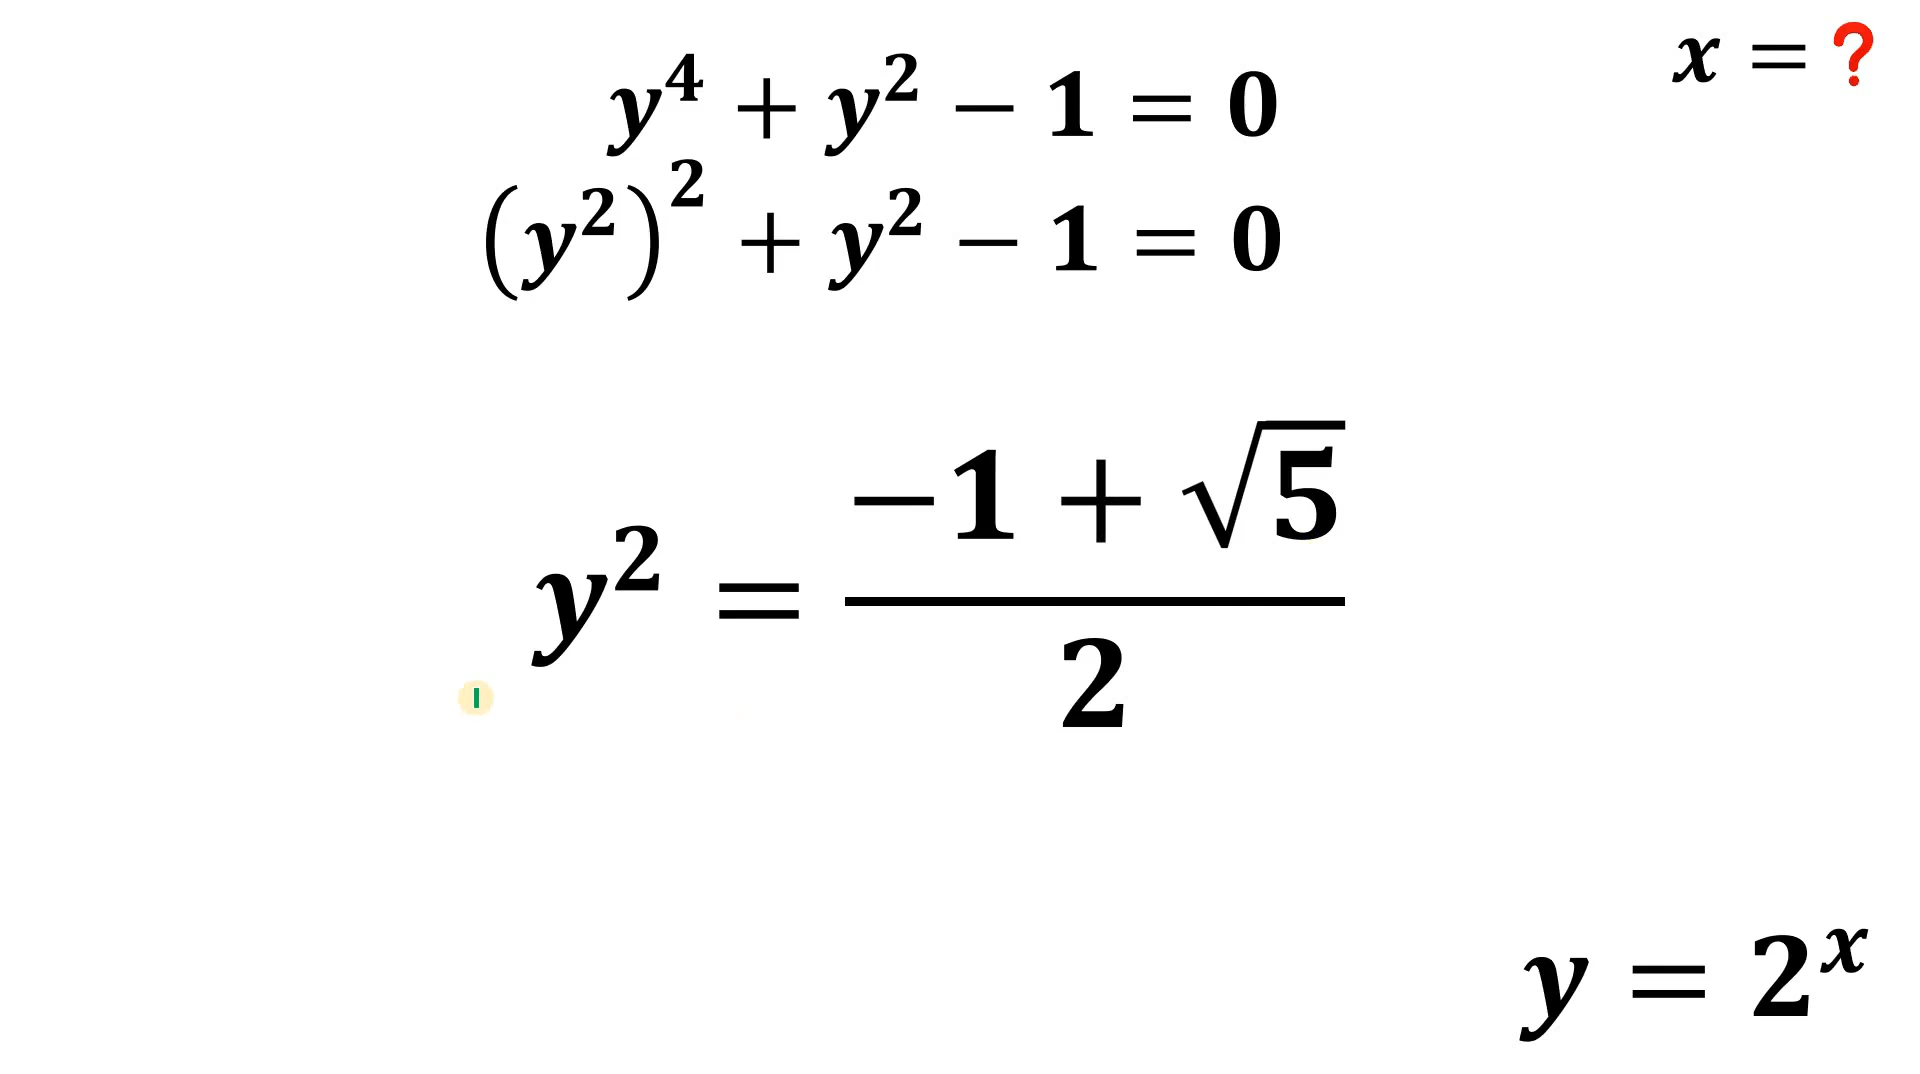 x = ?
y⁴ + y² − 1 = 0
(y²)² + y² − 1 = 0
y² = (−1 + √5) / 2
y = 2ˣ